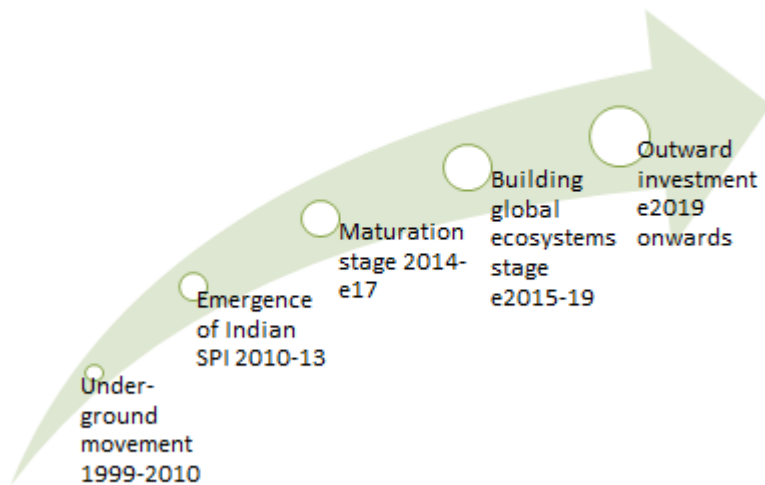 Under-
ground
movement
1999-2010
Emergence
of Indian
SPI 2010-13
Maturation
stage 2014-
e17
Building
global
ecosystems
stage
e2015-19
Outward
investment
e2019
onwards